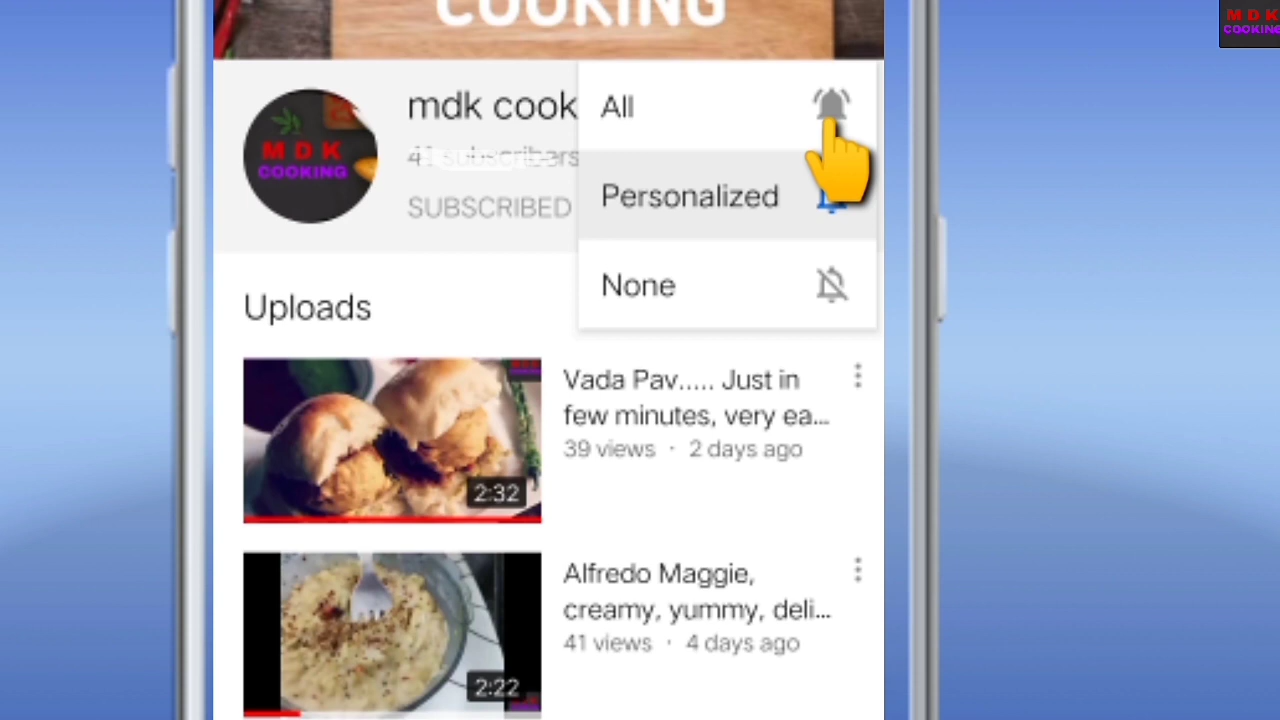 COOKING
M D K
COOKING
mdk cook
All
subscribers
SUBSCRIBED
Personalized
None
M D K
COOKING
Uploads
Vada Pav..... Just in
few minutes, very ea...
39 views · 2 days ago
2:32
Alfredo Maggie,
creamy, yummy, deli...
41 views · 4 days ago
2:22